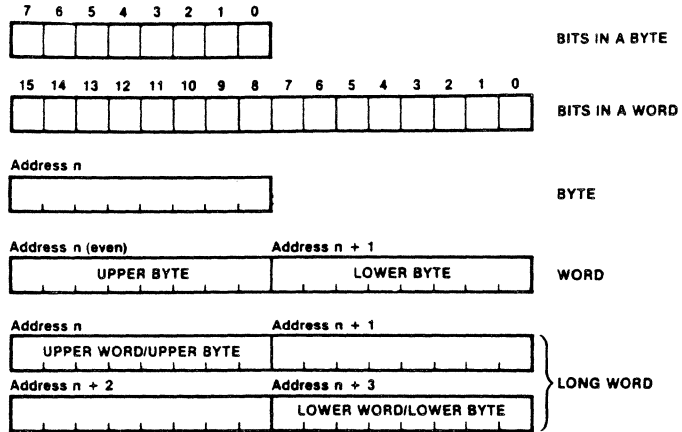 7 6 5 4 3 2 1 0
BITS IN A BYTE
15 14 13 12 11 10 9 8 7 6 5 4 3 2 1 0
BITS IN A WORD
Address n
BYTE
Address n (even) Address n + 1
UPPER BYTE LOWER BYTE WORD
Address n Address n + 1
UPPER WORD/UPPER BYTE
Address n + 2 Address n + 3 LONG WORD
LOWER WORD/LOWER BYTE